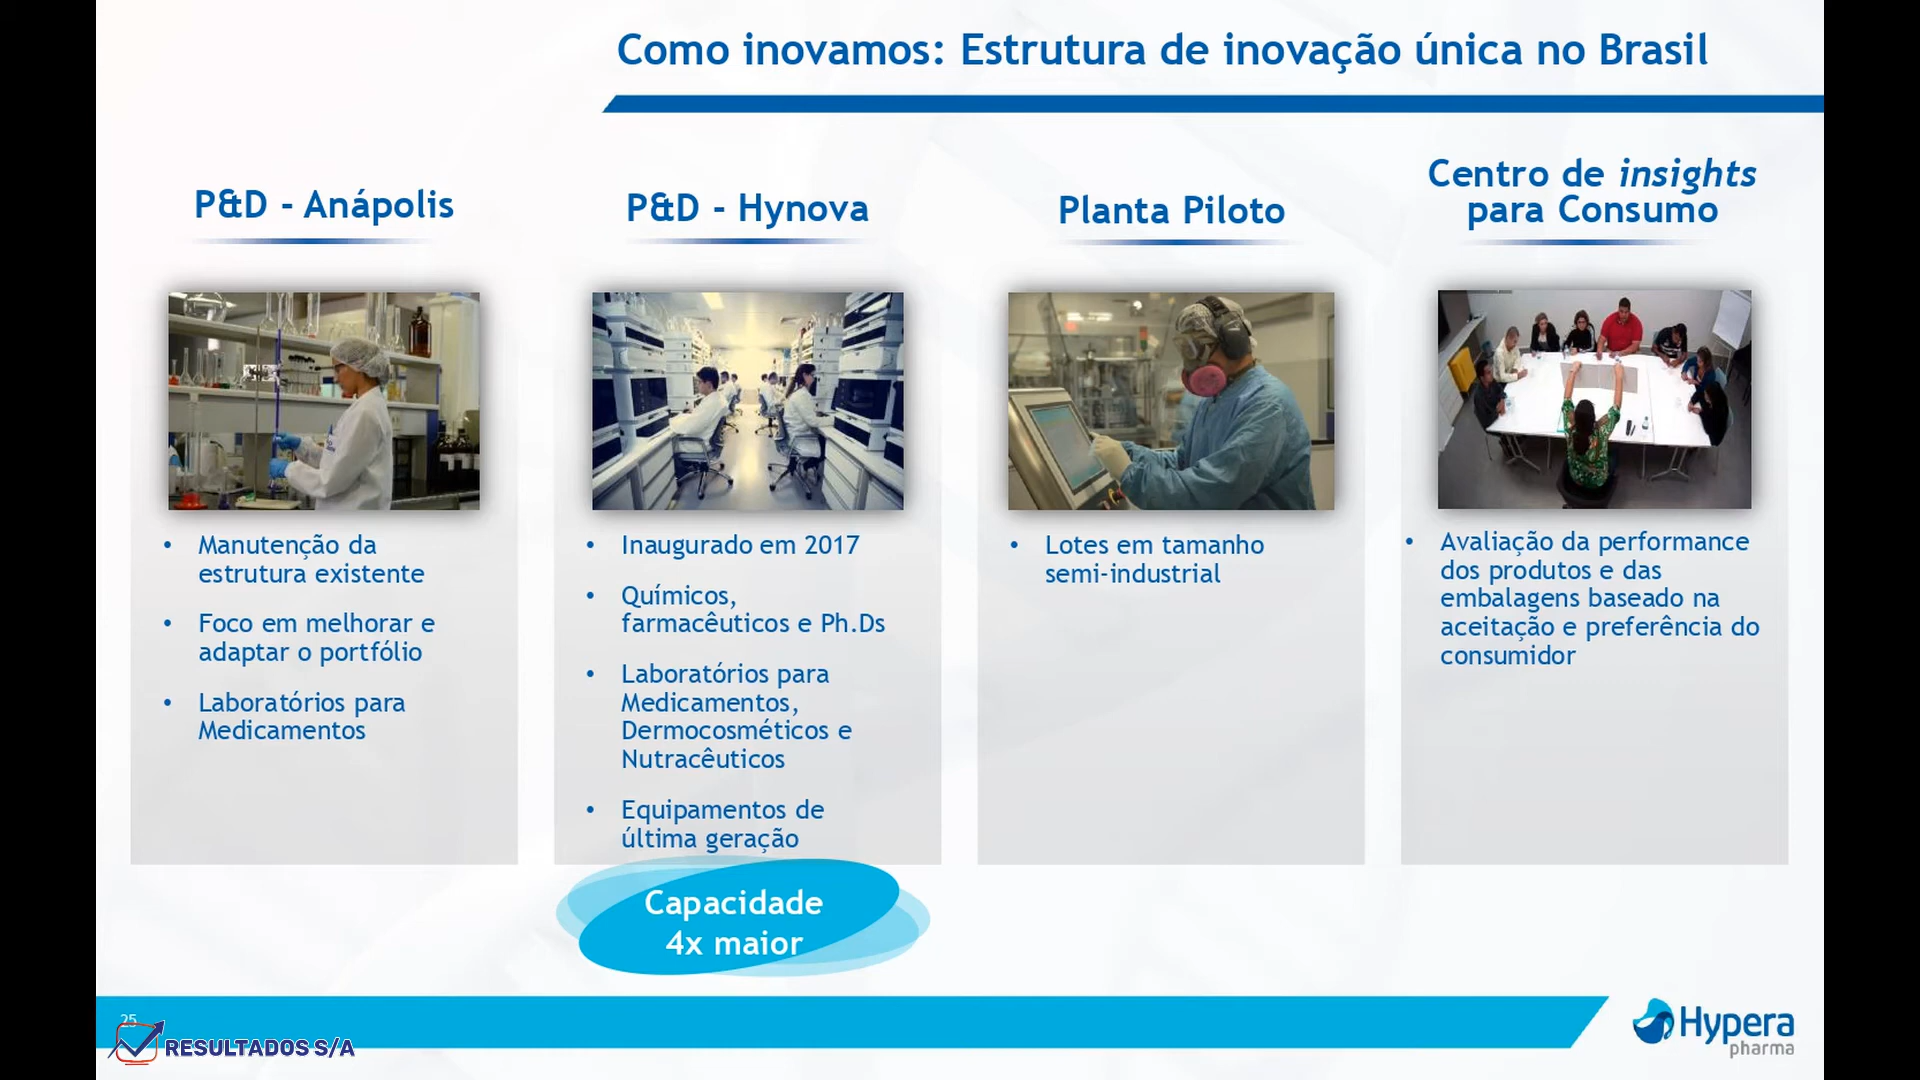 Como inovamos: Estrutura de inovação única no Brasil
P&D - Anápolis
• Manutenção da
estrutura existente
• Foco em melhorar e
adaptar o portfólio
• Laboratórios para
Medicamentos
P&D - Hynova
• Inaugurado em 2017
• Químicos,
farmacêuticos e Ph.Ds
• Laboratórios para
Medicamentos,
Dermocosméticos e
Nutracêuticos
• Equipamentos de
última geração
Capacidade
4x maior
Planta Piloto
• Lotes em tamanho
semi-industrial
Centro de insights
para Consumo
• Avaliação da performance
dos produtos e das
embalagens baseado na
aceitação e preferência do
consumidor
25
RESULTADOS S/A
Hypera
pharma